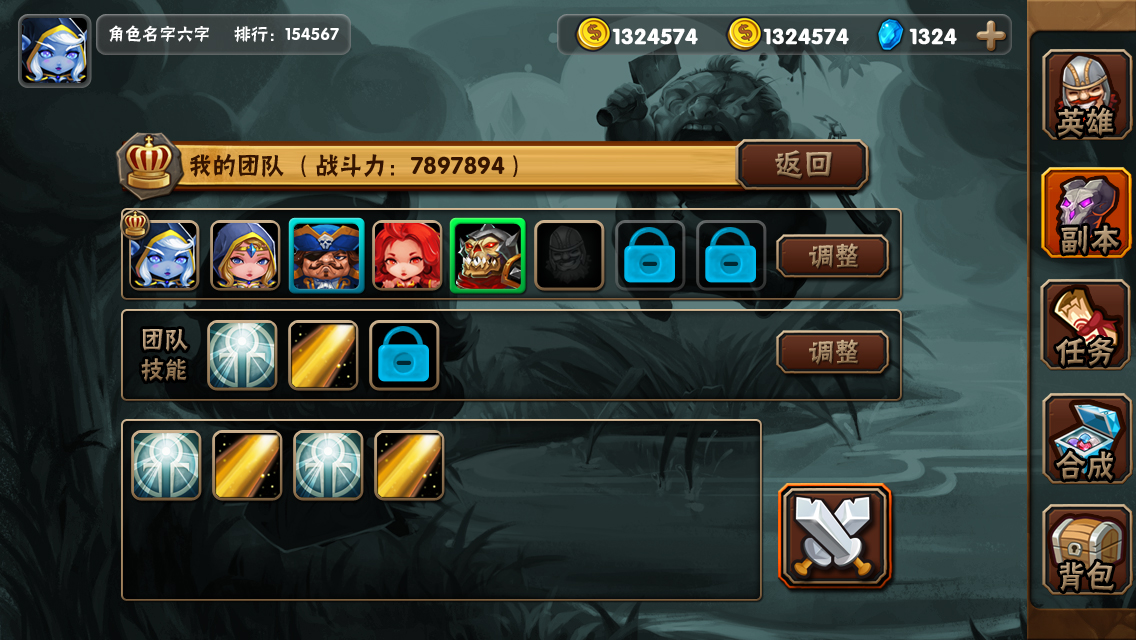 角色名字六字 排行：154567
1324574
1324574
1324
英雄
我的团队（战斗力：7897894）
返回
副本
调整
团队
技能
调整
任务
合成
背包